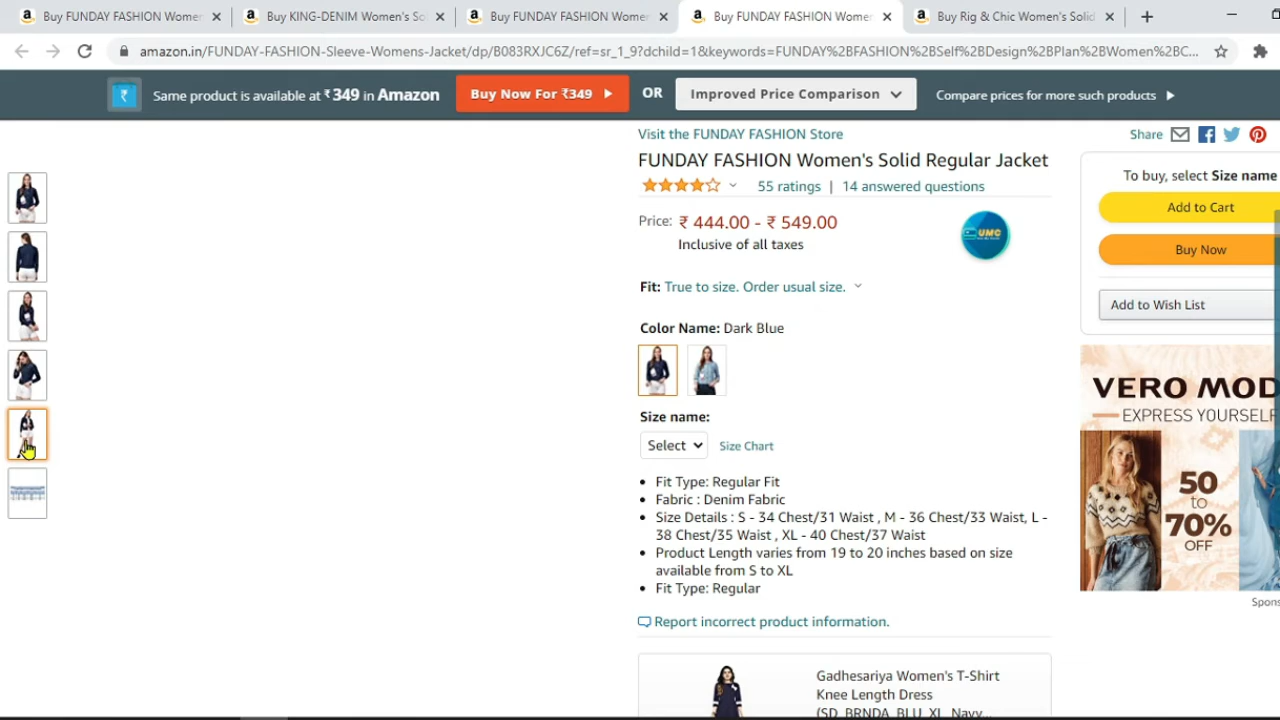 Buy FUNDAY FASHION Women
Buy KING-DENIM Women's So
Buy FUNDAY FASHION Women
Buy FUNDAY FASHION Women
Buy Rig & Chic Women's Solid
amazon.in/FUNDAY-FASHION-Sleeve-Womens-Jacket/dp/B083RXJC6Z/ref=sr_1_9?dchild=1&keywords=FUNDAY%2BFASHION%2BSelf%2BDesign%2BPlan%2BWomen%2BC...
₹ Same product is available at ₹ 349 in Amazon
Buy Now For ₹349
OR
Improved Price Comparison
Compare prices for more such products
Visit the FUNDAY FASHION Store
Share
FUNDAY FASHION Women's Solid Regular Jacket
55 ratings | 14 answered questions
Price: ₹ 444.00 - ₹ 549.00
Inclusive of all taxes
UMC
Fit: True to size. Order usual size.
Color Name: Dark Blue
Size name:
Select
Size Chart
• Fit Type: Regular Fit
• Fabric : Denim Fabric
• Size Details : S - 34 Chest/31 Waist , M - 36 Chest/33 Waist, L -
38 Chest/35 Waist , XL - 40 Chest/37 Waist
• Product Length varies from 19 to 20 inches based on size
available from S to XL
• Fit Type: Regular
Report incorrect product information.
Gadhesariya Women's T-Shirt
Knee Length Dress
(SD_BRNDA_BLU_XL_Navy...
To buy, select Size name
Add to Cart
Buy Now
Add to Wish List
VERO MOD
EXPRESS YOURSELF
50
to
70%
OFF
Spons